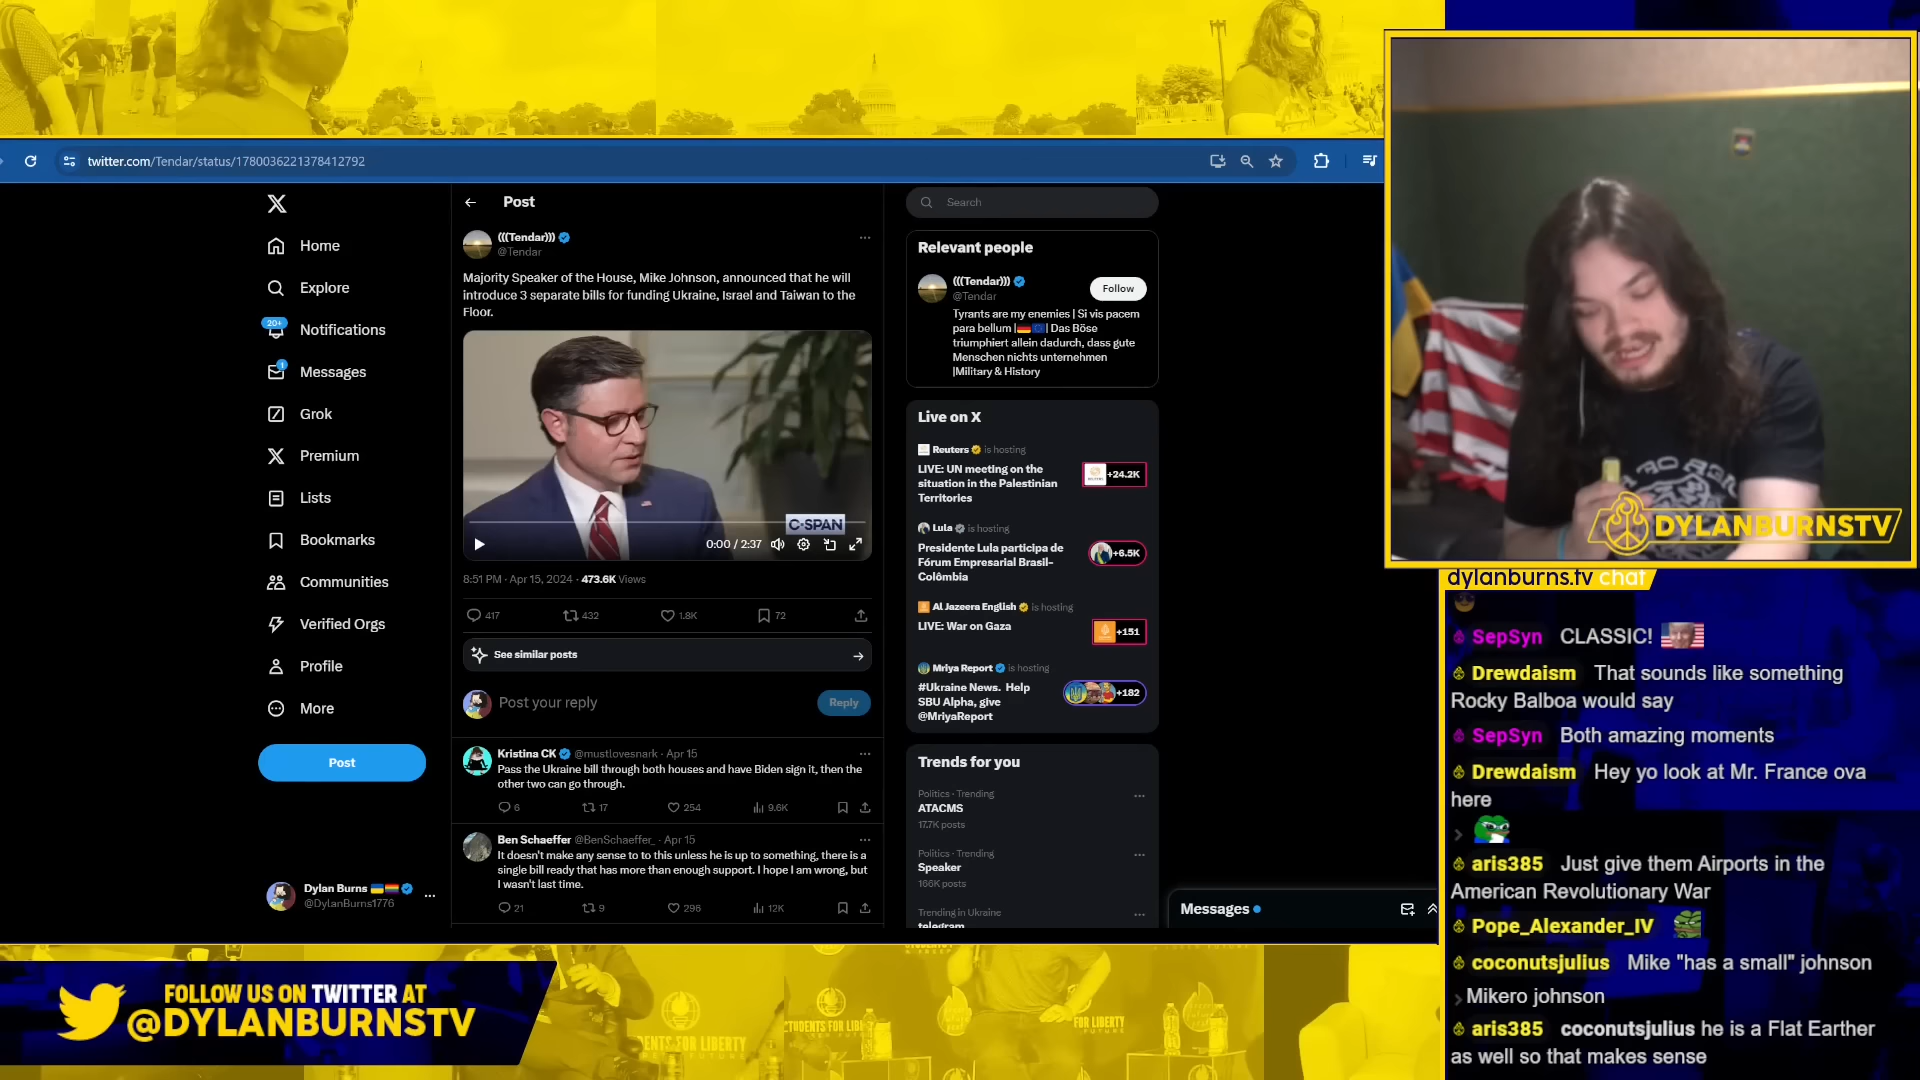 twitter.com/Tendar/status/1780036221378412792
Home
Explore
20+
Notifications
1
Messages
Grok
Premium
Lists
Bookmarks
Communities
Verified Orgs
Profile
More
Post
Dylan Burns
@DylanBurns1776
Post
(((Tendar)))
@Tendar
Majority Speaker of the House, Mike Johnson, announced that he will
introduce 3 separate bills for funding Ukraine, Israel and Taiwan to the
Floor.
C-SPAN
0:00 / 2:37
8:51 PM · Apr 15, 2024 · 473.6K Views
417
432
1.8K
72
See similar posts
Post your reply
Reply
Kristina CK @mustlovesnark · Apr 15
Pass the Ukraine bill through both houses and have Biden sign it, then the
other two can go through.
6
17
254
9.6K
Ben Schaeffer @BenSchaeffer_ · Apr 15
It doesn't make any sense to to this unless he is up to something, there is a
single bill ready that has more than enough support. I hope I am wrong, but
I wasn't last time.
21
9
298
12K
Search
Relevant people
(((Tendar)))
@Tendar
Follow
Tyrants are my enemies | Si vis pacem
para bellum | | Das Böse
triumphiert allein dadurch, dass gute
Menschen nichts unternehmen
|Military & History
Live on X
Reuters is hosting
LIVE: UN meeting on the
situation in the Palestinian
Territories
+24.2K
Lula is hosting
Presidente Lula participa de
Fórum Empresarial Brasil-
Colômbia
+6.5K
Al Jazeera English is hosting
LIVE: War on Gaza
+151
Mriya Report is hosting
#Ukraine News. Help
SBU Alpha, give
@MriyaReport
+182
Trends for you
Politics · Trending
ATACMS
17.7K posts
Politics · Trending
Speaker
166K posts
Trending in Ukraine
telegram
Messages
DYLANBURNSTV
dylanburns.tv chat
SepSyn CLASSIC!
Drewdaism That sounds like something
Rocky Balboa would say
SepSyn Both amazing moments
Drewdaism Hey yo look at Mr. France ova
here
aris385 Just give them Airports in the
American Revolutionary War
Pope_Alexander_IV
coconutsjulius Mike "has a small" johnson
Mikero johnson
aris385 coconutsjulius he is a Flat Earther
as well so that makes sense
FOLLOW US ON TWITTER AT
@DYLANBURNSTV
FOR LIBERTY